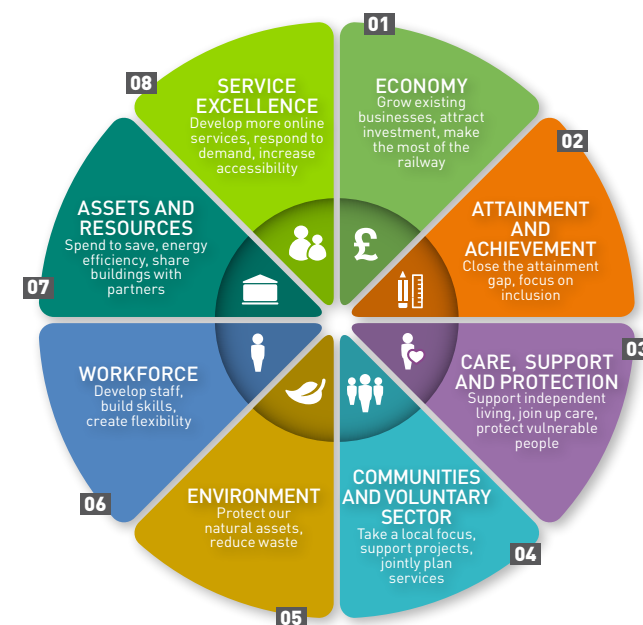 01
ECONOMY
Grow existing
businesses, attract
investment, make
the most of the
railway
£
02
ATTAINMENT
AND
ACHIEVEMENT
Close the attainment
gap, focus on
inclusion
03
CARE, SUPPORT
AND PROTECTION
Support independent
living, join up care,
protect vulnerable
people
04
COMMUNITIES
AND VOLUNTARY
SECTOR
Take a local focus,
support projects,
jointly plan
services
05
ENVIRONMENT
Protect our
natural assets,
reduce waste
06
WORKFORCE
Develop staff,
build skills,
create flexibility
07
ASSETS AND
RESOURCES
Spend to save, energy
efficiency, share
buildings with
partners
08
SERVICE
EXCELLENCE
Develop more online
services, respond to
demand, increase
accessibility